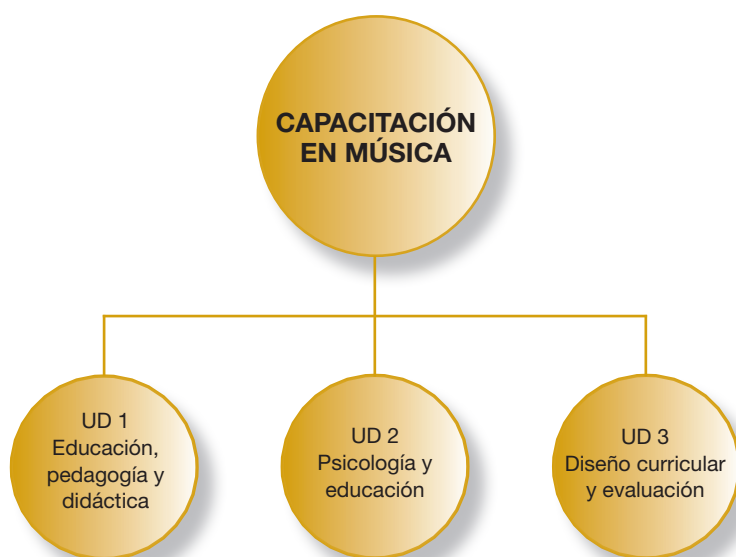 CAPACITACIÓN
EN MÚSICA
UD 1
Educación,
pedagogía y
didáctica
UD 2
Psicología y
educación
UD 3
Diseño curricular
y evaluación